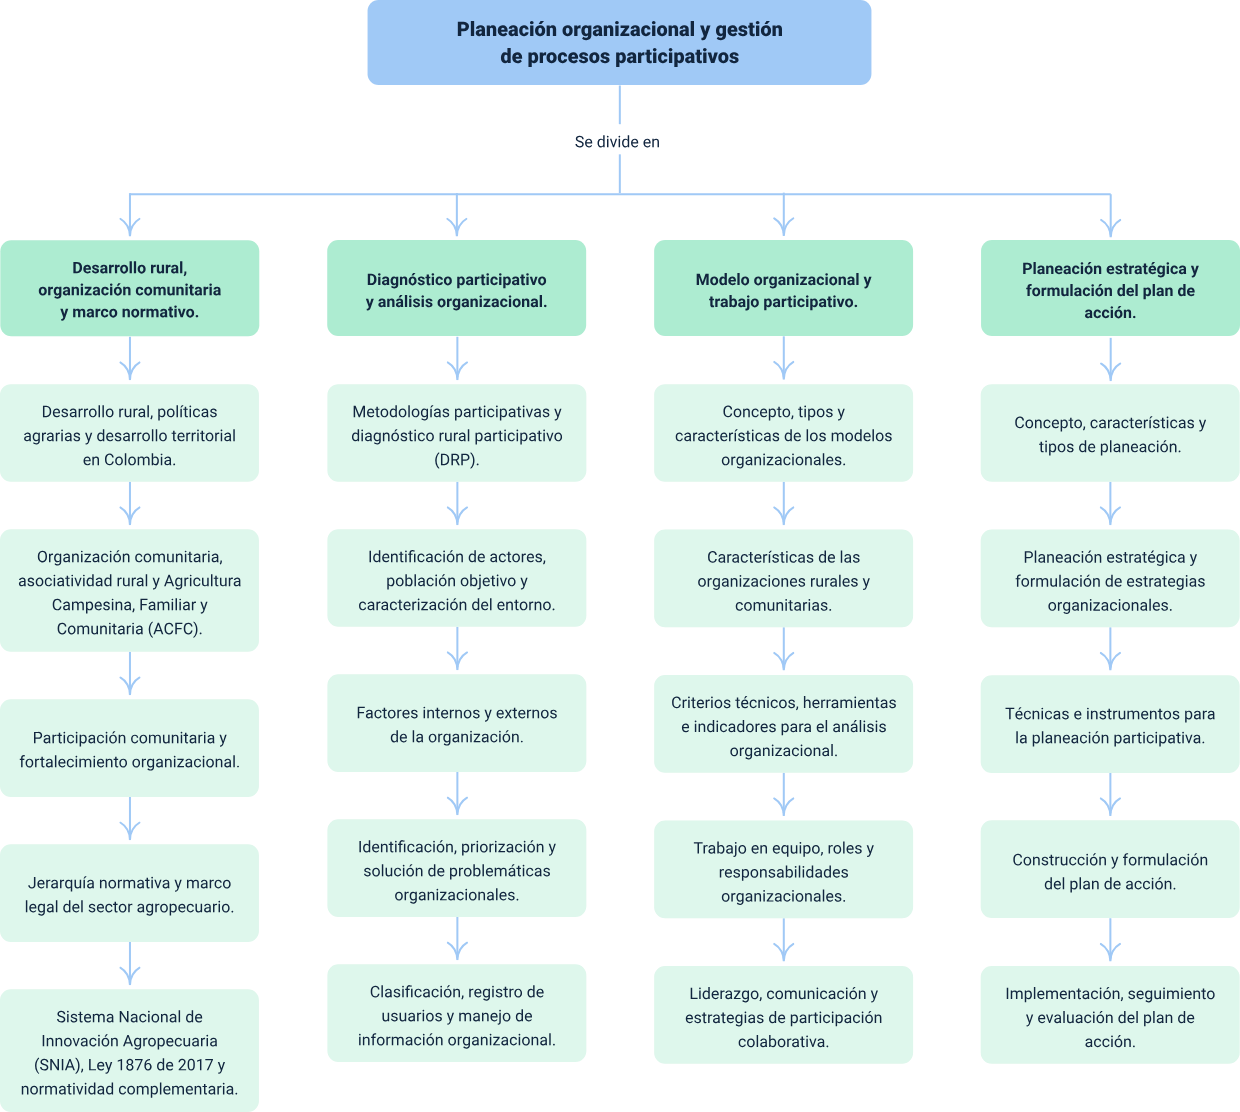 Planeación organizacional y gestión
de procesos participativos
Se divide en
Desarrollo rural,
organización comunitaria
y marco normativo.
Desarrollo rural, políticas
agrarias y desarrollo territorial
en Colombia.
Organización comunitaria,
asociatividad rural y Agricultura
Campesina, Familiar y
Comunitaria (ACFC).
Participación comunitaria y
fortalecimiento organizacional.
Jerarquía normativa y marco
legal del sector agropecuario.
Sistema Nacional de
Innovación Agropecuaria
(SNIA), Ley 1876 de 2017 y
normatividad complementaria.
Diagnóstico participativo
y análisis organizacional.
Metodologías participativas y
diagnóstico rural participativo
(DRP).
Identificación de actores,
población objetivo y
caracterización del entorno.
Factores internos y externos
de la organización.
Identificación, priorización y
solución de problemáticas
organizacionales.
Clasificación, registro de
usuarios y manejo de
información organizacional.
Modelo organizacional y
trabajo participativo.
Concepto, tipos y
características de los modelos
organizacionales.
Características de las
organizaciones rurales y
comunitarias.
Criterios técnicos, herramientas
e indicadores para el análisis
organizacional.
Trabajo en equipo, roles y
responsabilidades
organizacionales.
Liderazgo, comunicación y
estrategias de participación
colaborativa.
Planeación estratégica y
formulación del plan de
acción.
Concepto, características y
tipos de planeación.
Planeación estratégica y
formulación de estrategias
organizacionales.
Técnicas e instrumentos para
la planeación participativa.
Construcción y formulación
del plan de acción.
Implementación, seguimiento
y evaluación del plan de
acción.